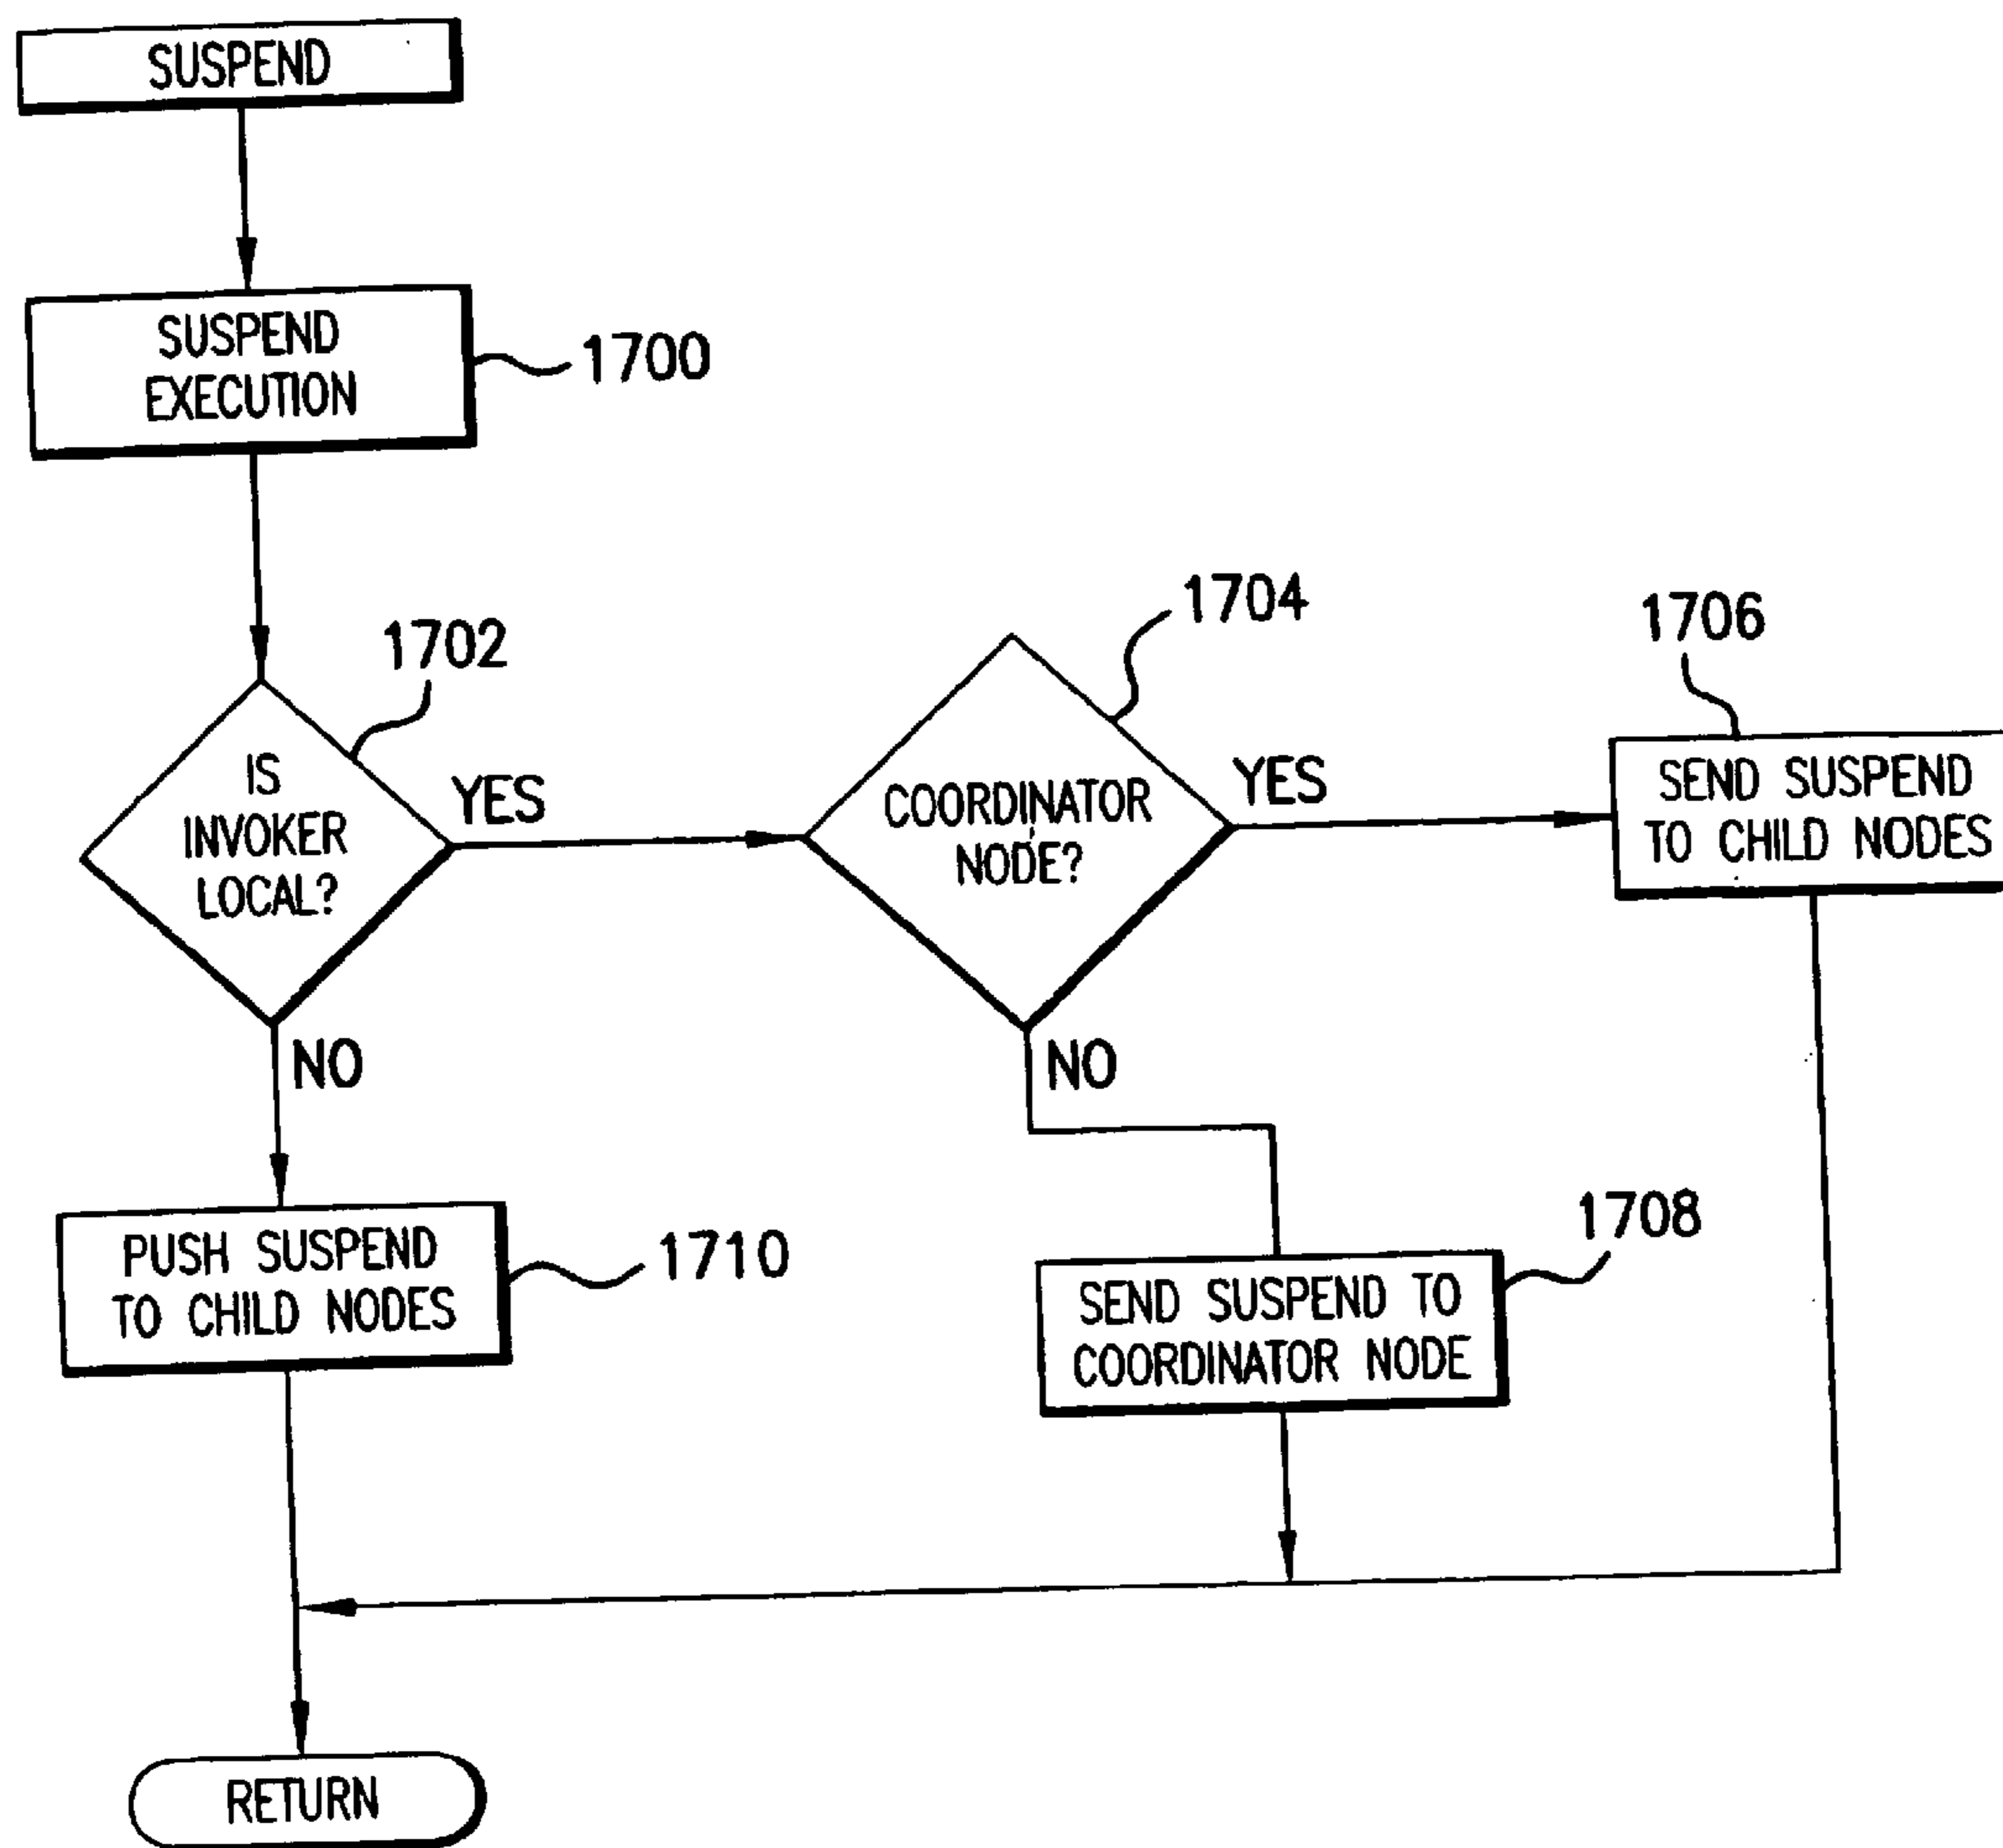 SUSPEND
SUSPEND
EXECUTION
1700
1702
IS
INVOKER
LOCAL?
YES
NO
1704
COORDINATOR
NODE?
YES
NO
1706
SEND SUSPEND
TO CHILD NODES
PUSH SUSPEND
TO CHILD NODES
1710
1708
SEND SUSPEND TO
COORDINATOR NODE
RETURN